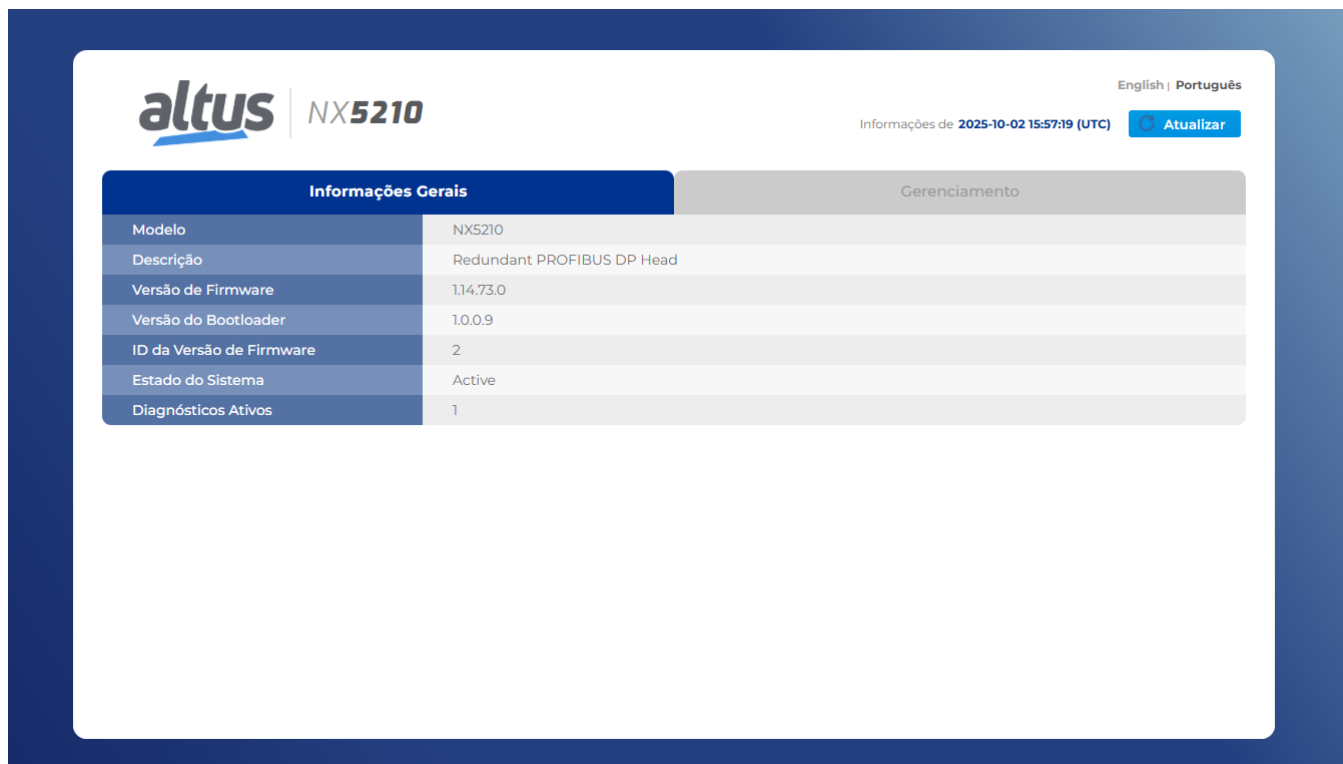 English | Português
altus NX5210
Informações de 2025-10-02 15:57:19 (UTC) Atualizar
Informações Gerais Gerenciamento
Modelo NX5210
Descrição Redundant PROFIBUS DP Head
Versão de Firmware 1.14.73.0
Versão do Bootloader 1.0.0.9
ID da Versão de Firmware 2
Estado do Sistema Active
Diagnósticos Ativos 1